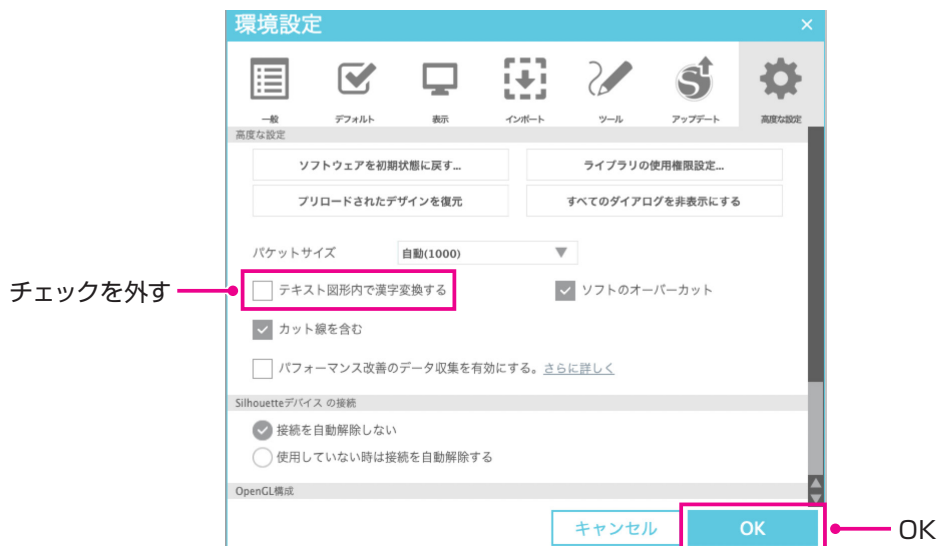 環境設定
×
一般
デフォルト
表示
インポート
ツール
アップデート
高度な設定
高度な設定
ソフトウェアを初期状態に戻す...
ライブラリの使用権限設定...
プリロードされたデザインを復元
すべてのダイアログを非表示にする
パケットサイズ
自動(1000)
チェックを外す
テキスト図形内で漢字変換する
ソフトのオーバーカット
カット線を含む
パフォーマンス改善のデータ収集を有効にする。さらに詳しく
Silhouetteデバイス の接続
接続を自動解除しない
使用していない時は接続を自動解除する
OpenGL構成
キャンセル
OK
OK